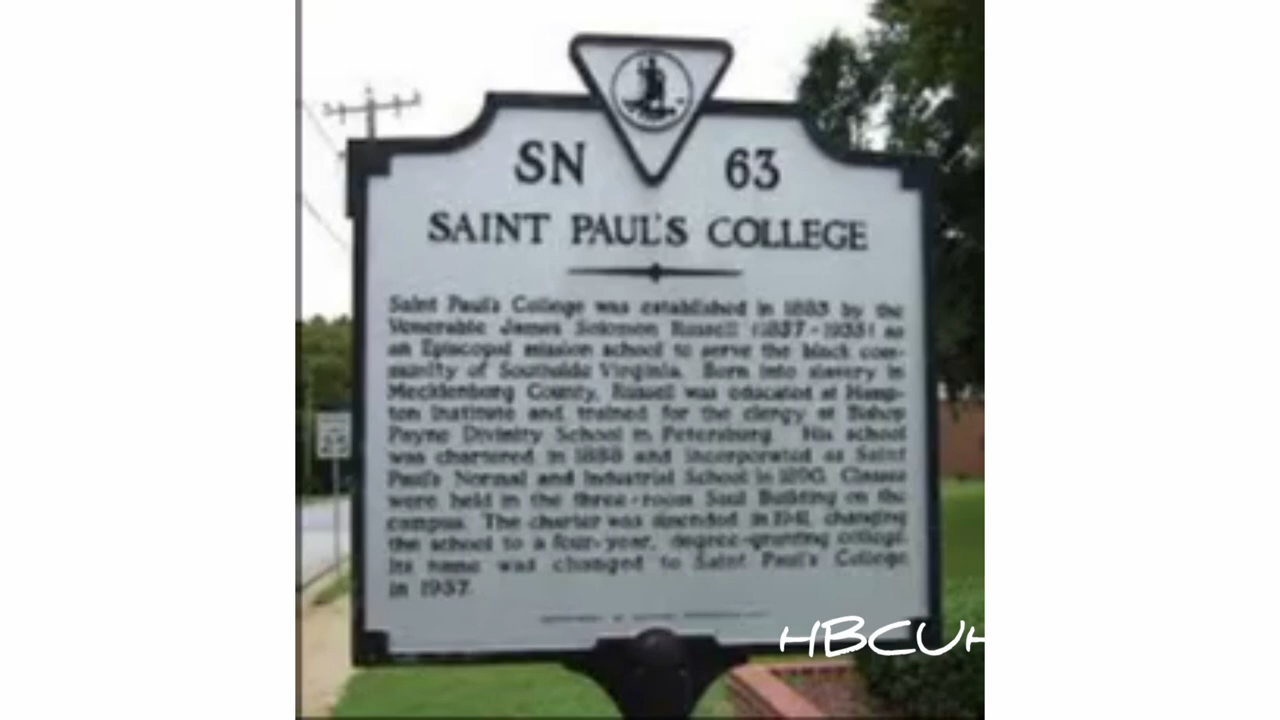 SN 63
SAINT PAUL'S COLLEGE
Saint Paul's College was established in 1883 by the
Venerable James Solomon Russell (1857-1935) as
an Episcopal mission school to serve the black com-
munity of Southside Virginia. Born into slavery in
Mecklenburg County, Russell was educated at Hamp-
ton Institute and trained for the clergy at Bishop
Payne Divinity School in Petersburg. His school
was chartered in 1888 and incorporated as Saint
Paul's Normal and Industrial School in 1890. Classes
were held in the three-room Saul Building on the
campus. The charter was amended in 1941, changing
the school to a four-year, degree-granting college.
Its name was changed to Saint Paul's College
in 1957.
HBCUH